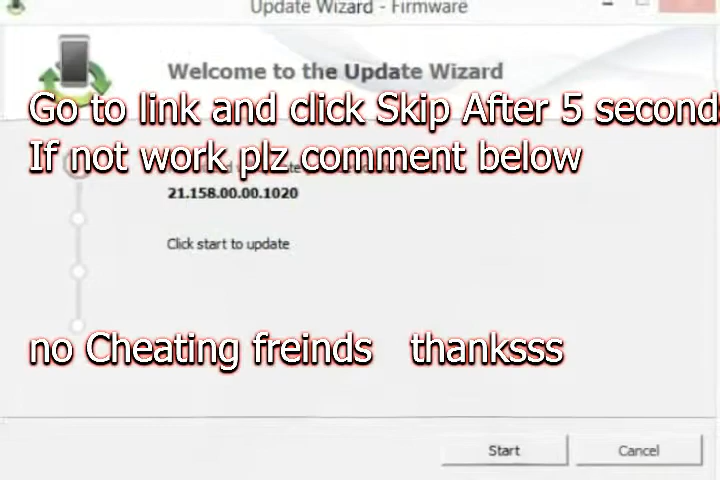 Update Wizard - Firmware
Welcome to the Update Wizard
Go to link and click Skip After 5 second
If not work plz comment below
21.158.00.00.1020
Click start to update
no Cheating freinds thanksss
Start Cancel